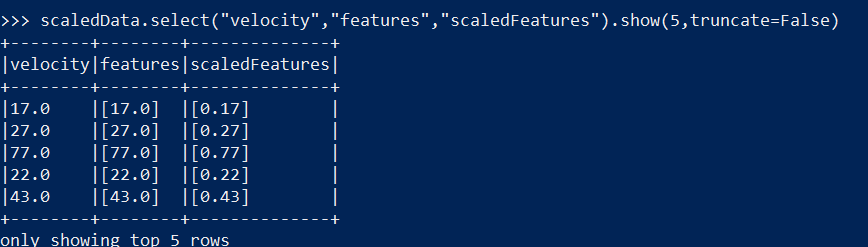 >>> scaledData.select("velocity","features","scaledFeatures").show(5,truncate=False)
+--------+--------+--------------+
|velocity|features|scaledFeatures|
+--------+--------+--------------+
|17.0    |[17.0]  |[0.17]        |
|27.0    |[27.0]  |[0.27]        |
|77.0    |[77.0]  |[0.77]        |
|22.0    |[22.0]  |[0.22]        |
|43.0    |[43.0]  |[0.43]        |
+--------+--------+--------------+
only showing top 5 rows